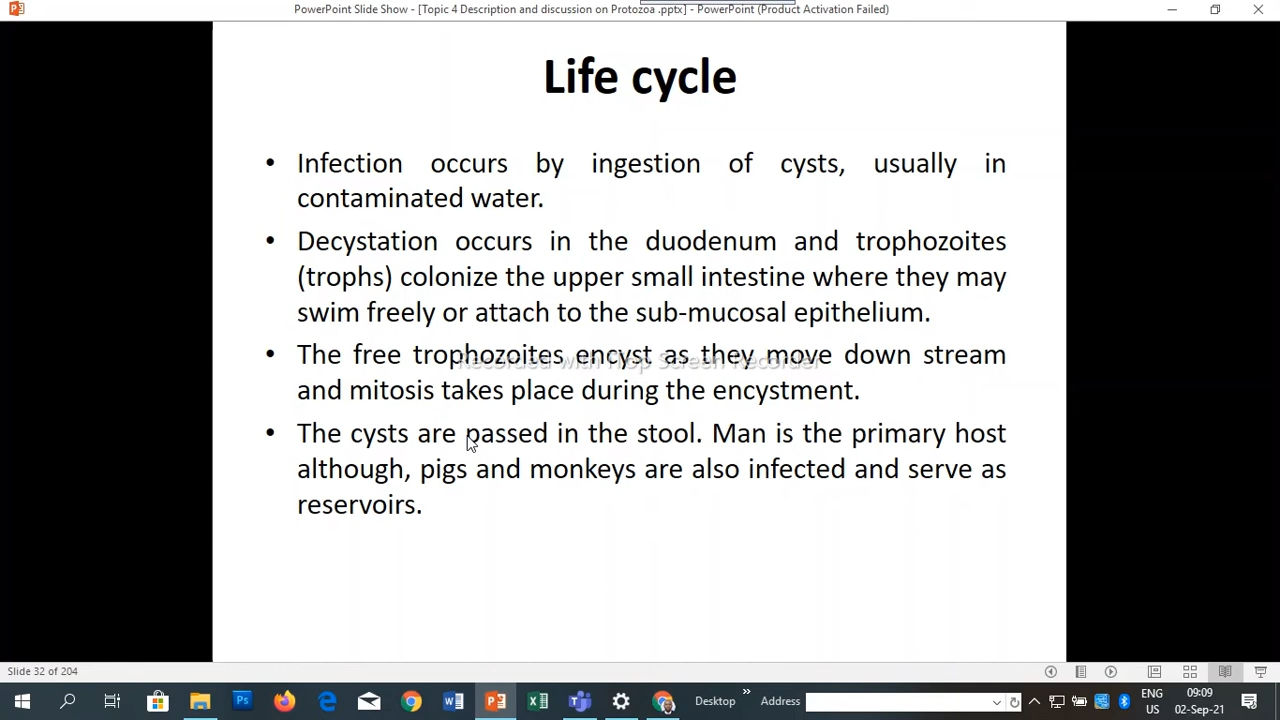 PowerPoint Slide Show - [Topic 4 Description and discussion on Protozoa .pptx] - PowerPoint (Product Activation Failed)
Life cycle
• Infection occurs by ingestion of cysts, usually in
contaminated water.
• Decystation occurs in the duodenum and trophozoites
(trophs) colonize the upper small intestine where they may
swim freely or attach to the sub-mucosal epithelium.
• The free trophozoites encyst as they move down stream
Recorded with iTop Screen Recorder
and mitosis takes place during the encystment.
• The cysts are passed in the stool. Man is the primary host
although, pigs and monkeys are also infected and serve as
reservoirs.
Slide 32 of 204
Desktop
Address
ENG
US
09:09
02-Sep-21